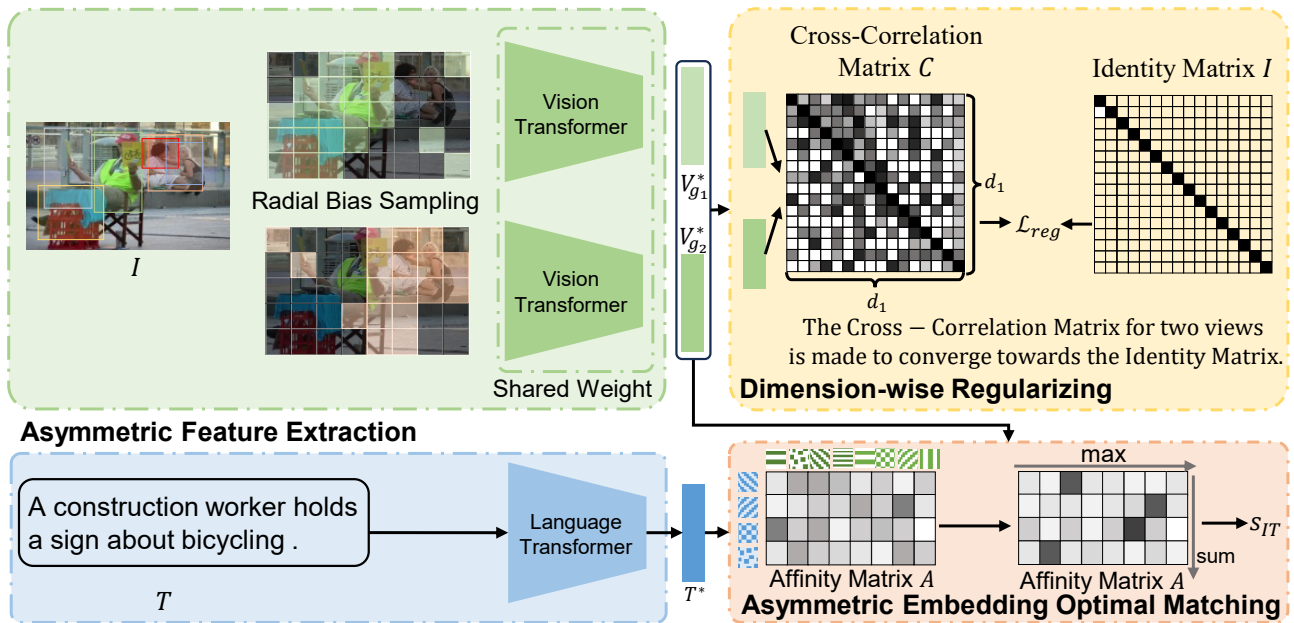 Cross-Correlation
Matrix C
Identity Matrix I
Vision
Transformer
Radial Bias Sampling
I
Vision
Transformer
Shared Weight
V*g1
V*g2
d1
d1
ℒreg
The Cross − Correlation Matrix for two views
is made to converge towards the Identity Matrix.
Dimension-wise Regularizing
Asymmetric Feature Extraction
A construction worker holds
a sign about bicycling .
T
Language
Transformer
T*
max
sum
sIT
Affinity Matrix A
Affinity Matrix A
Asymmetric Embedding Optimal Matching